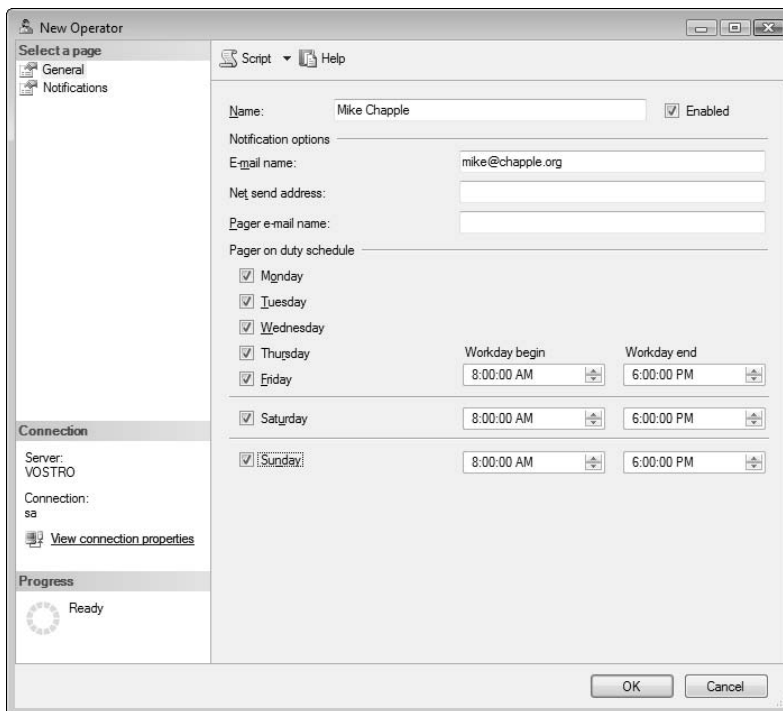 New Operator
Select a page
General
Notifications
Script Help
Name: Mike Chapple Enabled
Notification options
E-mail name: mike@chapple.org
Net send address:
Pager e-mail name:
Pager on duty schedule
Monday
Tuesday
Wednesday
Thursday Workday begin Workday end
Friday 8:00:00 AM 6:00:00 PM
Saturday 8:00:00 AM 6:00:00 PM
Sunday 8:00:00 AM 6:00:00 PM
Connection
Server:
VOSTRO
Connection:
sa
View connection properties
Progress
Ready
OK Cancel